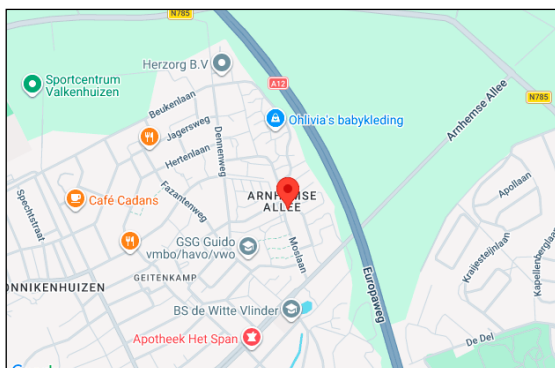 N785
Herzorg B.V
A12
Sportcentrum
Valkenhuizen
N785
Beukenlaan
Ohlivia's babykleding
Arnhemse Allee
Jagersweg
Dennenweg
Hertenlaan
Spechtstraat
Café Cadans
Fazantenweg
ARNHEMSE
ALLEE
Apollaan
Moslaan
GSG Guido
vmbo/havo/vwo
Kraijesteijnlaan
Kapellenberglaan
GEITENKAMP
Europaweg
ONNIKENHUIZEN
BS de Witte Vlinder
Apotheek Het Span
De Del